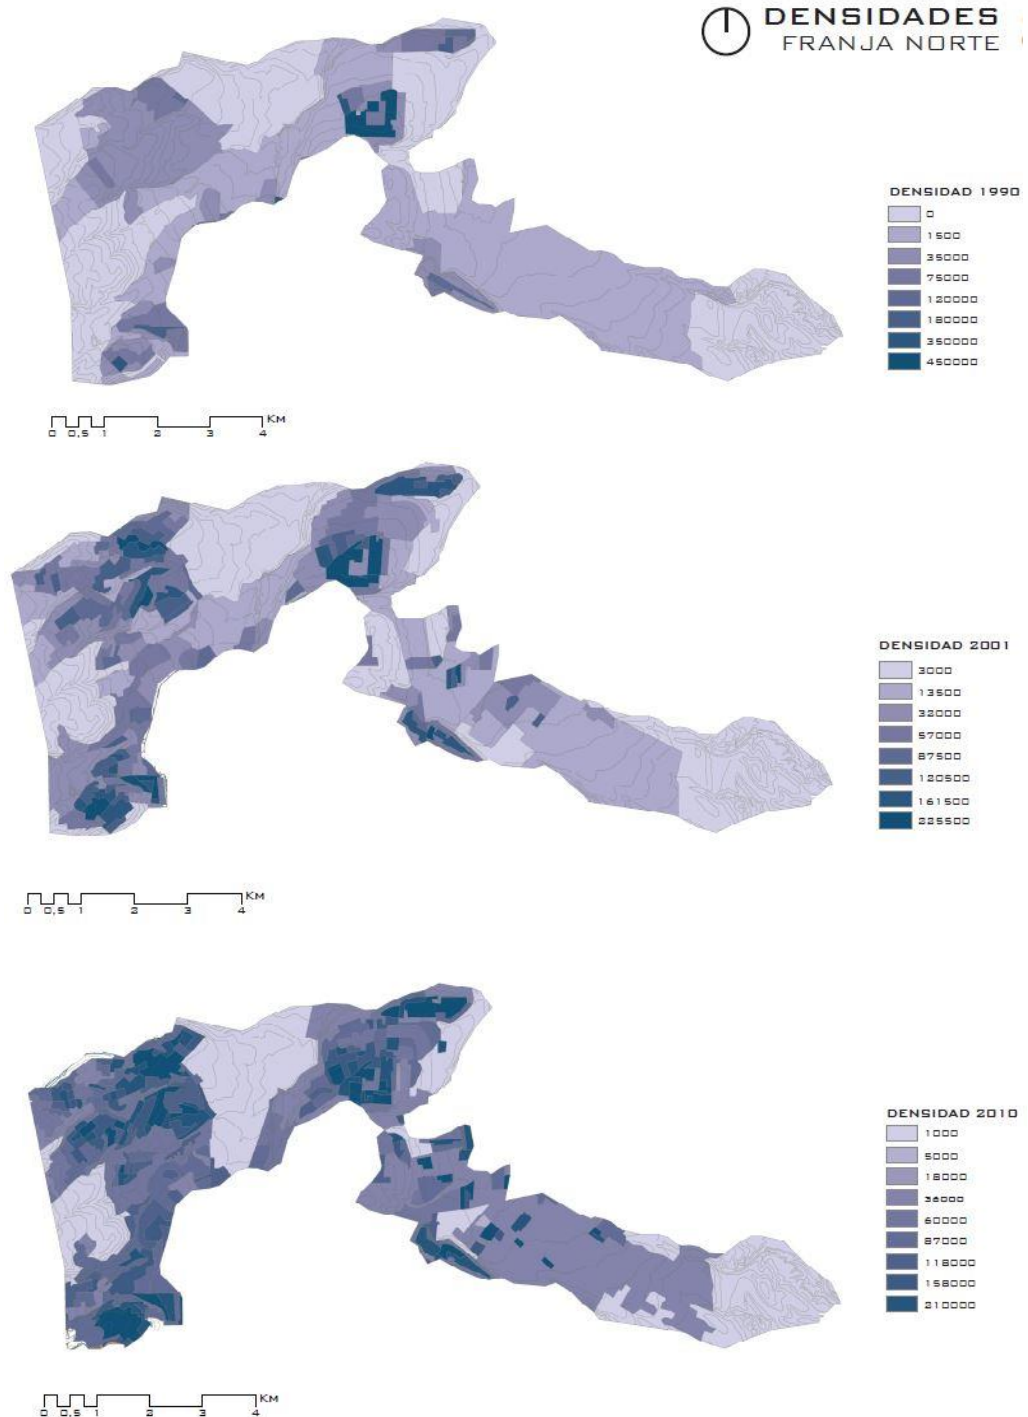 DENSIDADES
FRANJA NORTE
DENSIDAD 1990
0
1500
35000
75000
120000
180000
350000
450000
Km
0 0,5 1 2 3 4
DENSIDAD 2001
3000
13500
32000
57000
87500
120500
161500
225500
Km
0 0,5 1 2 3 4
DENSIDAD 2010
1000
5000
18000
36000
60000
87000
118000
158000
210000
Km
0 0,5 1 2 3 4